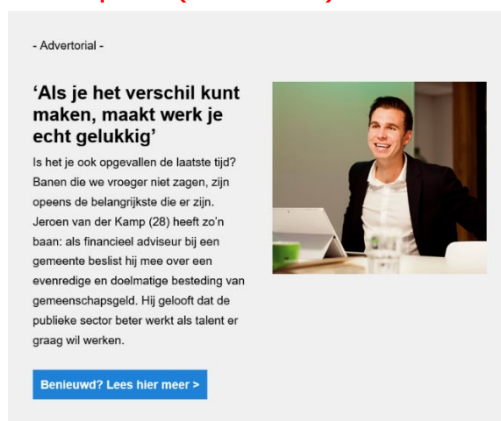 - Advertorial -
‘Als je het verschil kunt
maken, maakt werk je
echt gelukkig’
Is het je ook opgevallen de laatste tijd?
Banen die we vroeger niet zagen, zijn
opeens de belangrijkste die er zijn.
Jeroen van der Kamp (28) heeft zo’n
baan: als financieel adviseur bij een
gemeente beslist hij mee over een
evenredige en doelmatige besteding van
gemeenschapsgeld. Hij gelooft dat de
publieke sector beter werkt als talent er
graag wil werken.
Benieuwd? Lees hier meer >